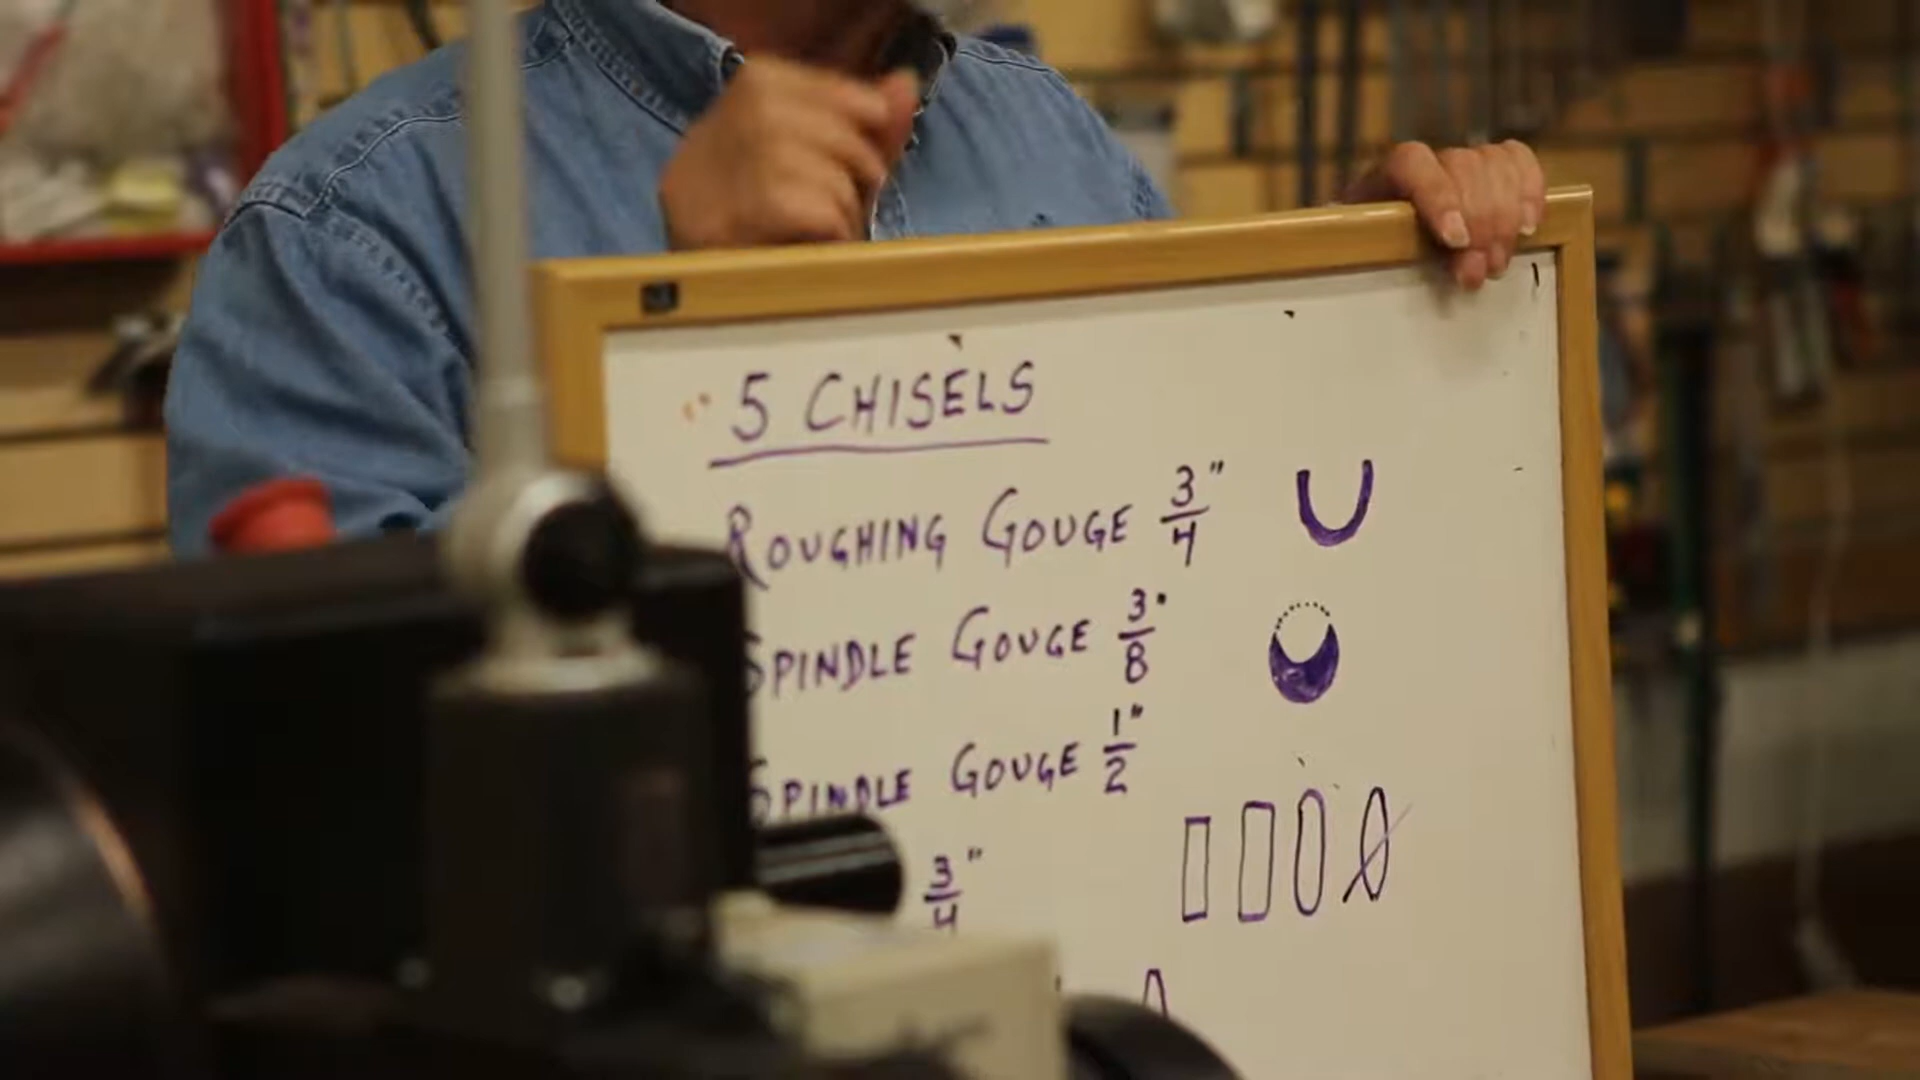 5 CHISELS
ROUGHING GOUGE 3/4"
SPINDLE GOUGE 3/8"
SPINDLE GOUGE 1/2"
3/4"